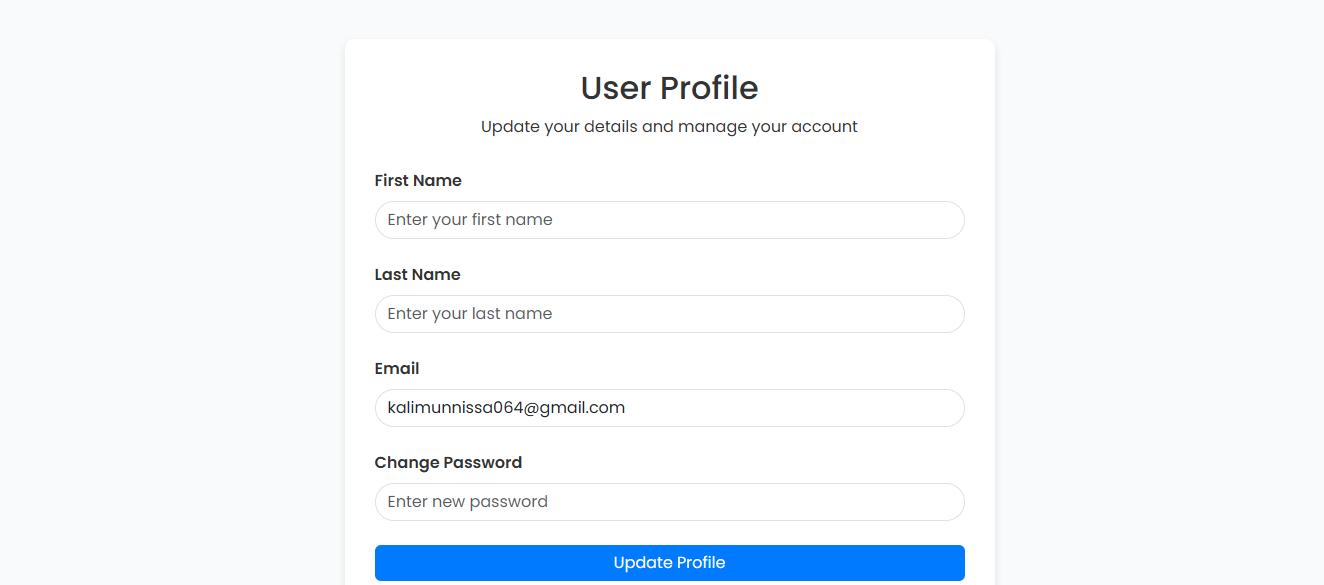 User Profile
Update your details and manage your account
First Name
Enter your first name
Last Name
Enter your last name
Email
kalimunnissa064@gmail.com
Change Password
Enter new password
Update Profile